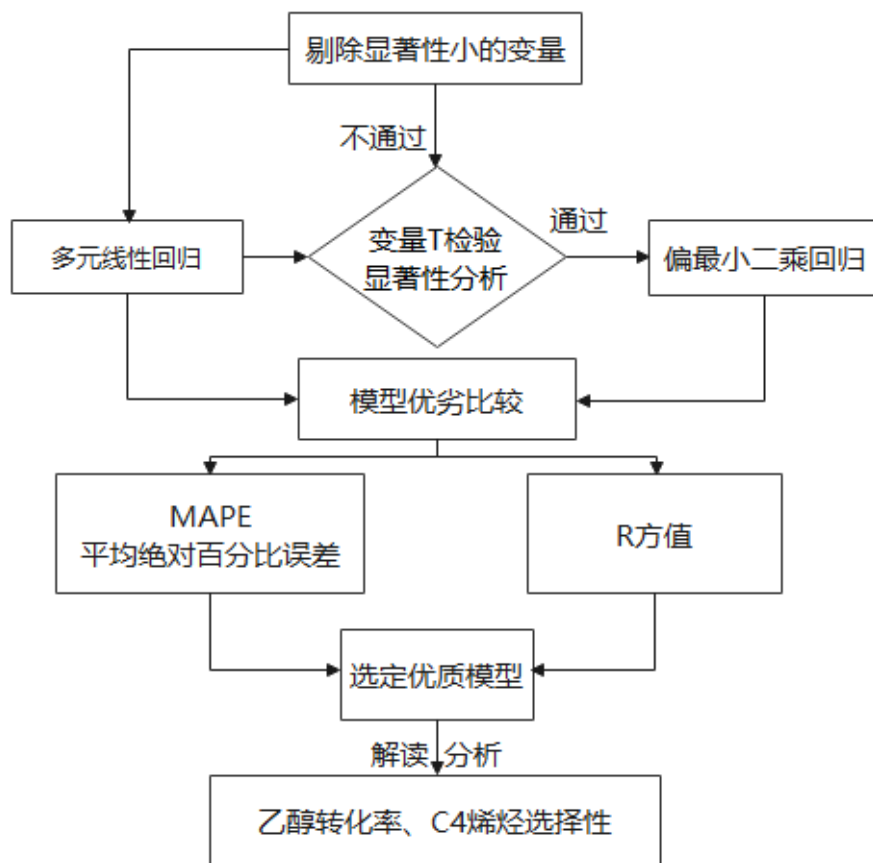 剔除显著性小的变量
不通过
变量T检验
显著性分析
通过
多元线性回归
偏最小二乘回归
模型优劣比较
MAPE
平均绝对百分比误差
R方值
选定优质模型
解读 分析
乙醇转化率、C4烯烃选择性